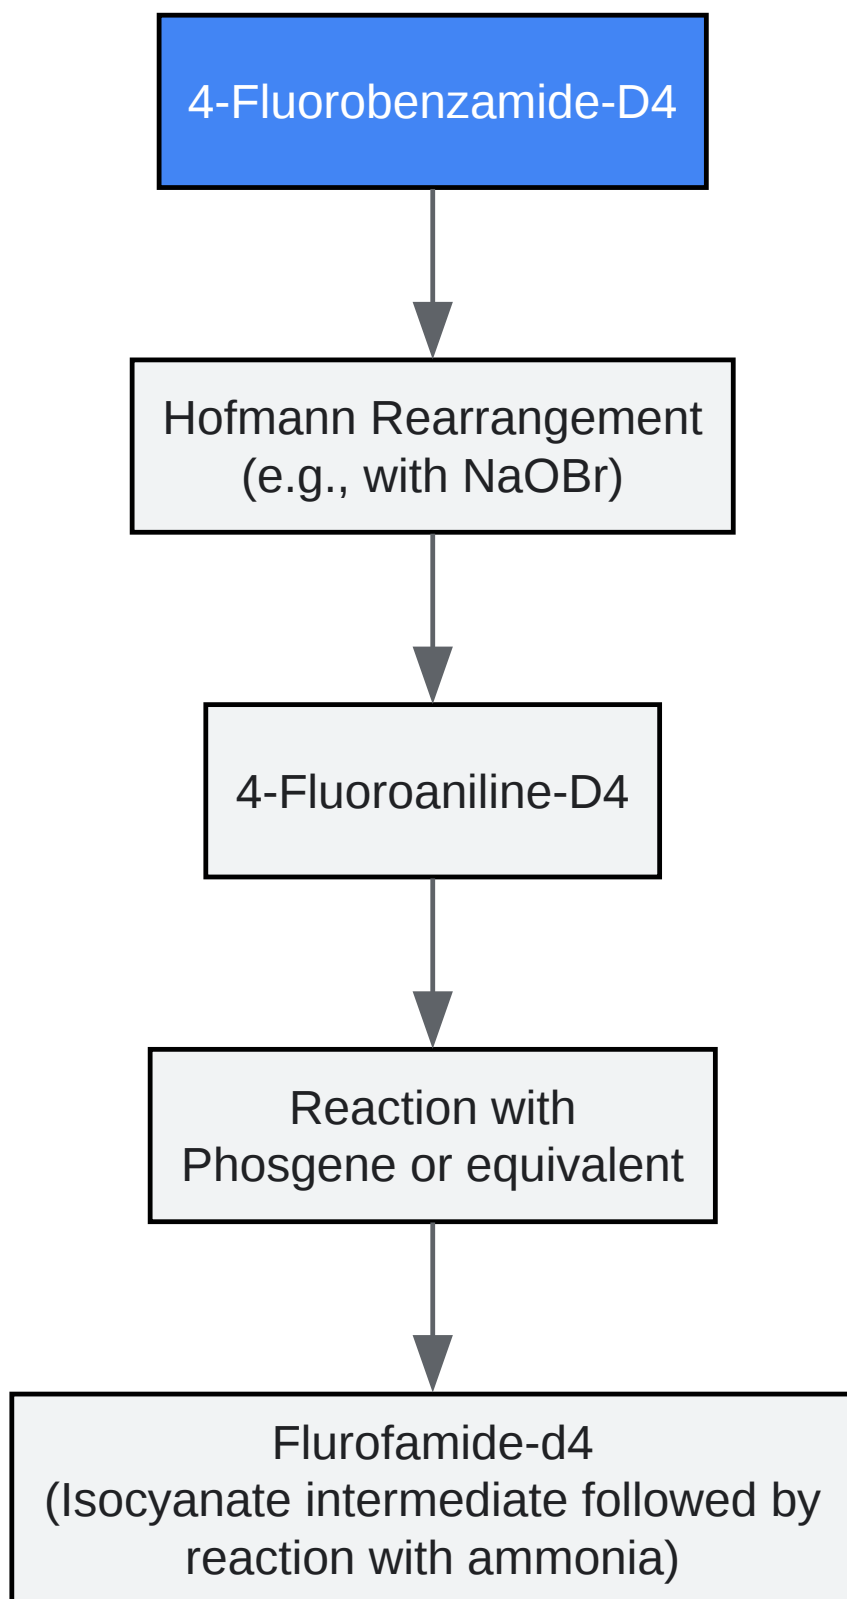 4-Fluorobenzamide-D4
Hofmann Rearrangement
(e.g., with NaOBr)
4-Fluoroaniline-D4
Reaction with
Phosgene or equivalent
Flurofamide-d4
(Isocyanate intermediate followed by
reaction with ammonia)